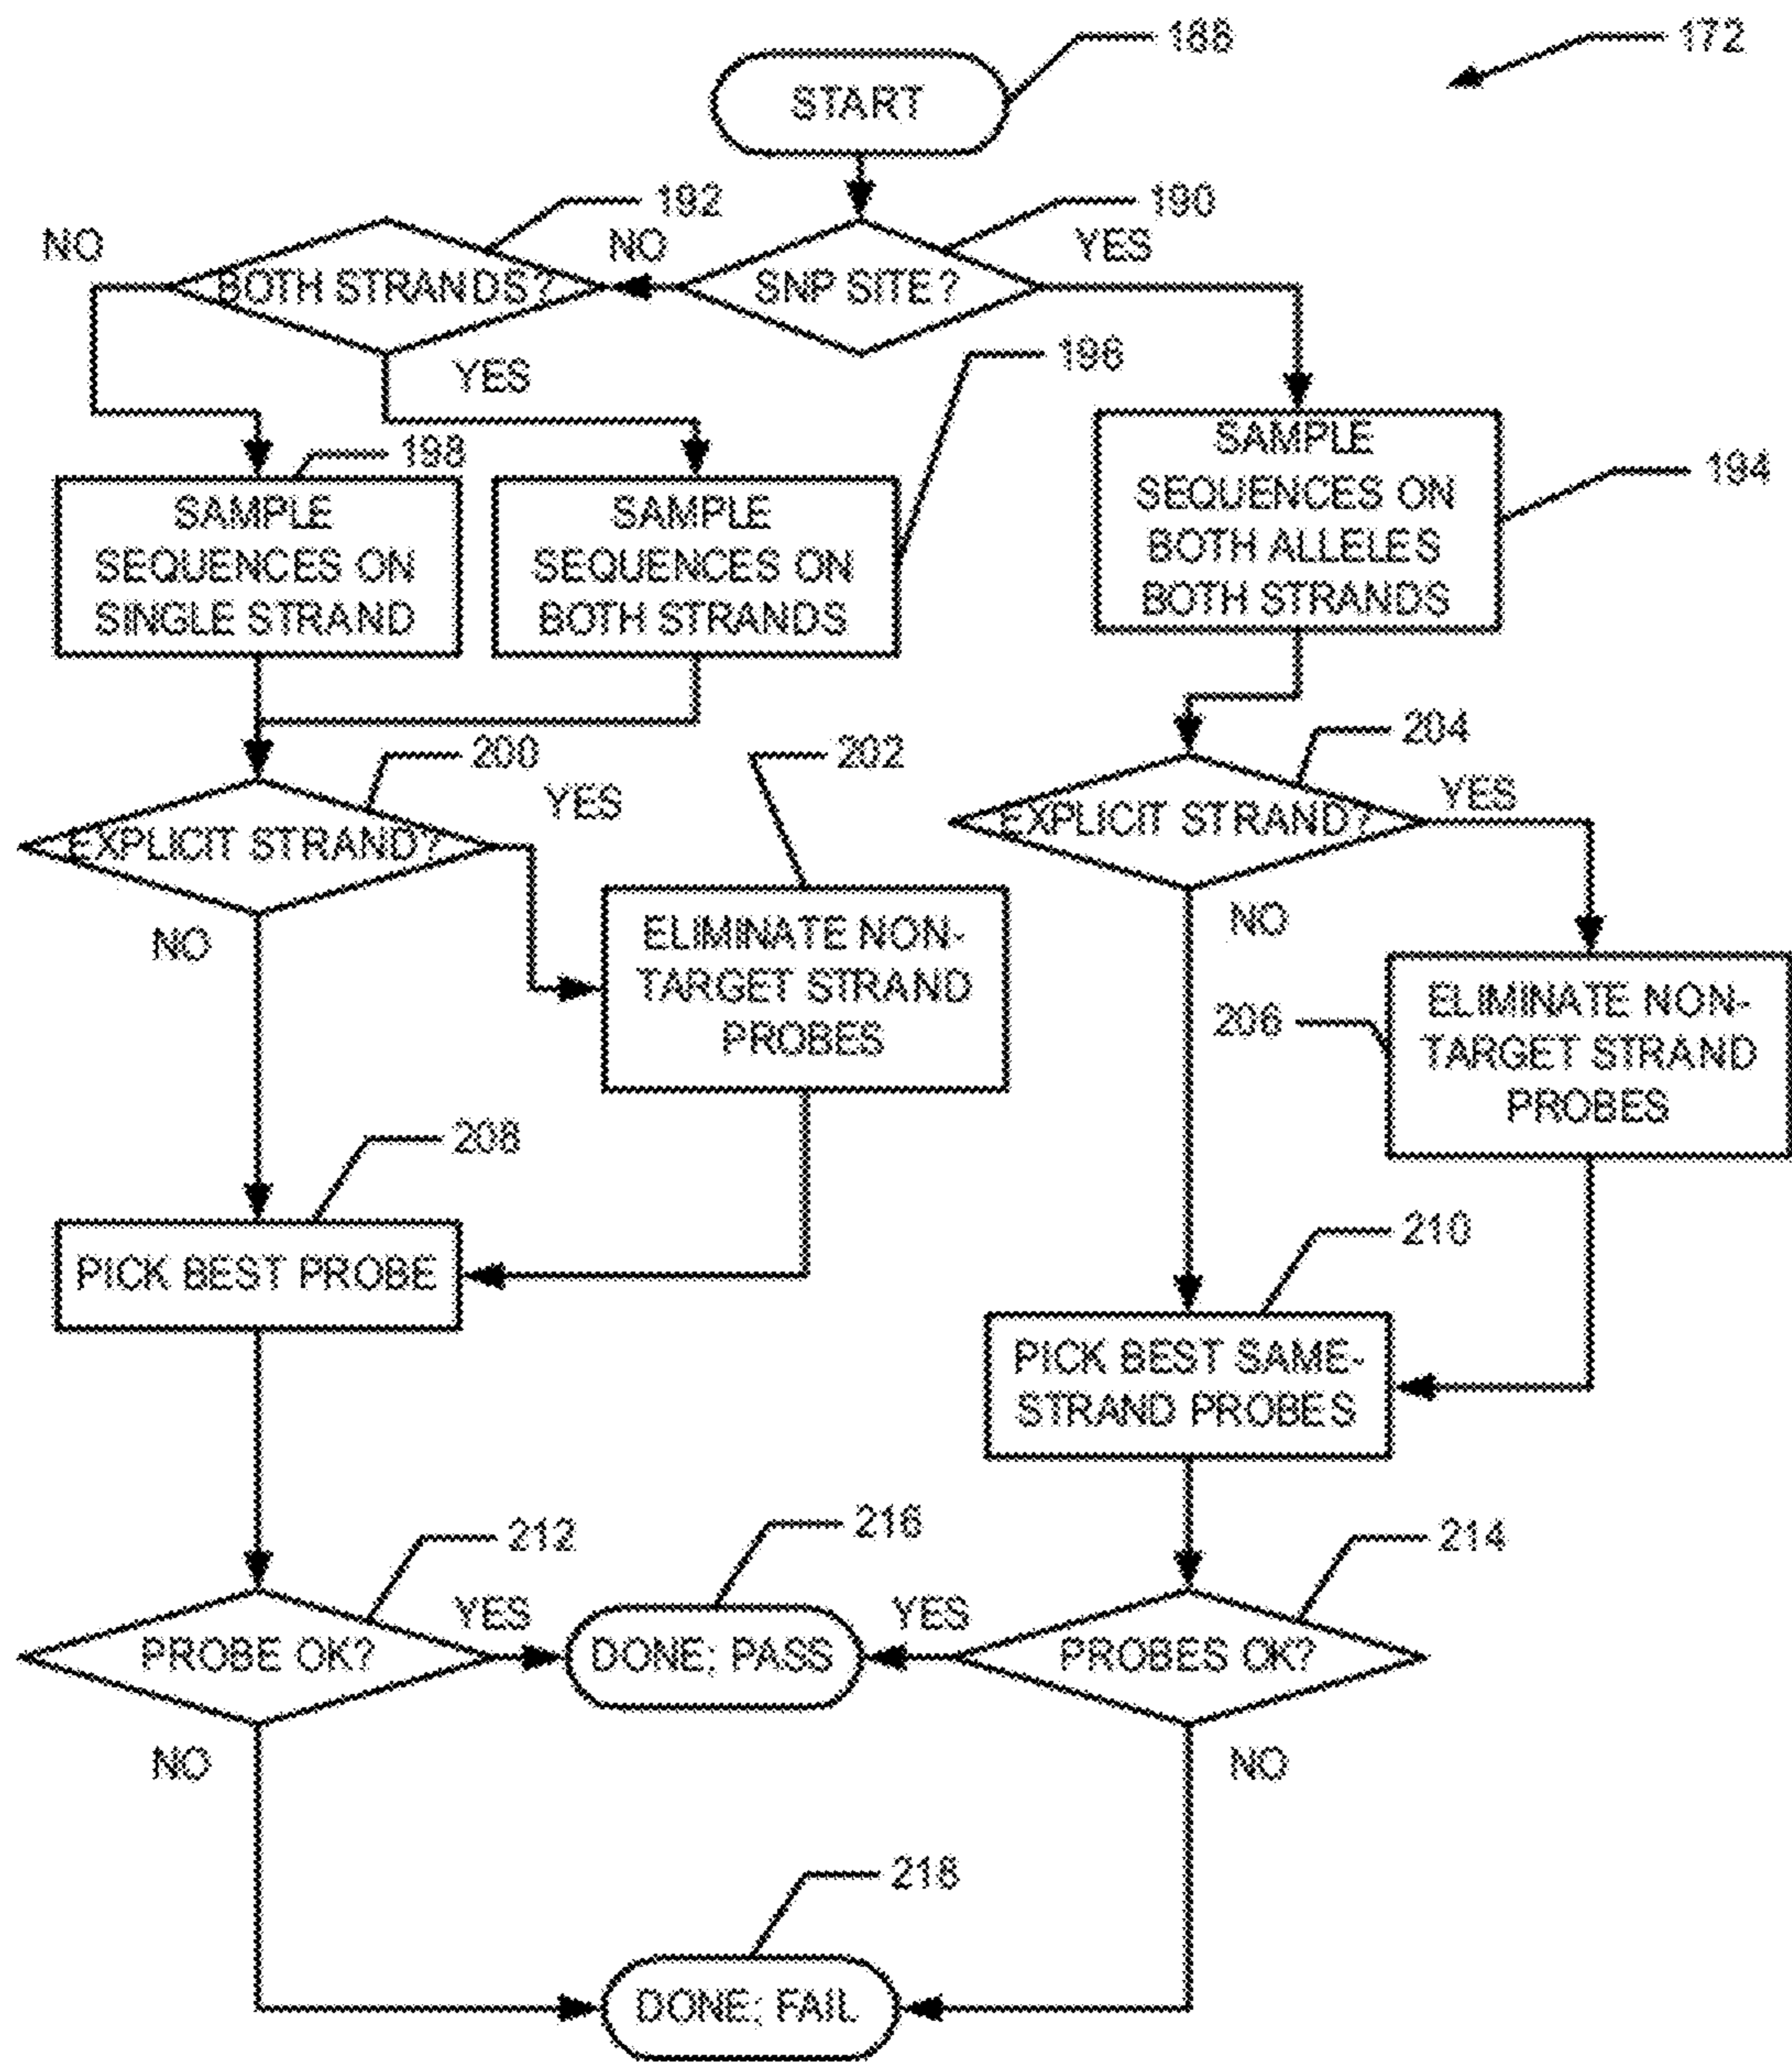 188
172
START
192
190
NO
NO
YES
BOTH STRANDS?
SNP SITE?
YES
196
198
194
SAMPLE
SEQUENCES ON
SINGLE STRAND
SAMPLE
SEQUENCES ON
BOTH STRANDS
SAMPLE
SEQUENCES ON
BOTH ALLELES
BOTH STRANDS
200
202
204
YES
YES
EXPLICIT STRAND?
EXPLICIT STRAND?
NO
NO
ELIMINATE NON-
TARGET STRAND
PROBES
206
ELIMINATE NON-
TARGET STRAND
PROBES
208
210
PICK BEST PROBE
PICK BEST SAME-
STRAND PROBES
212
216
214
YES
YES
PROBE OK?
DONE; PASS
PROBES OK?
NO
NO
218
DONE; FAIL